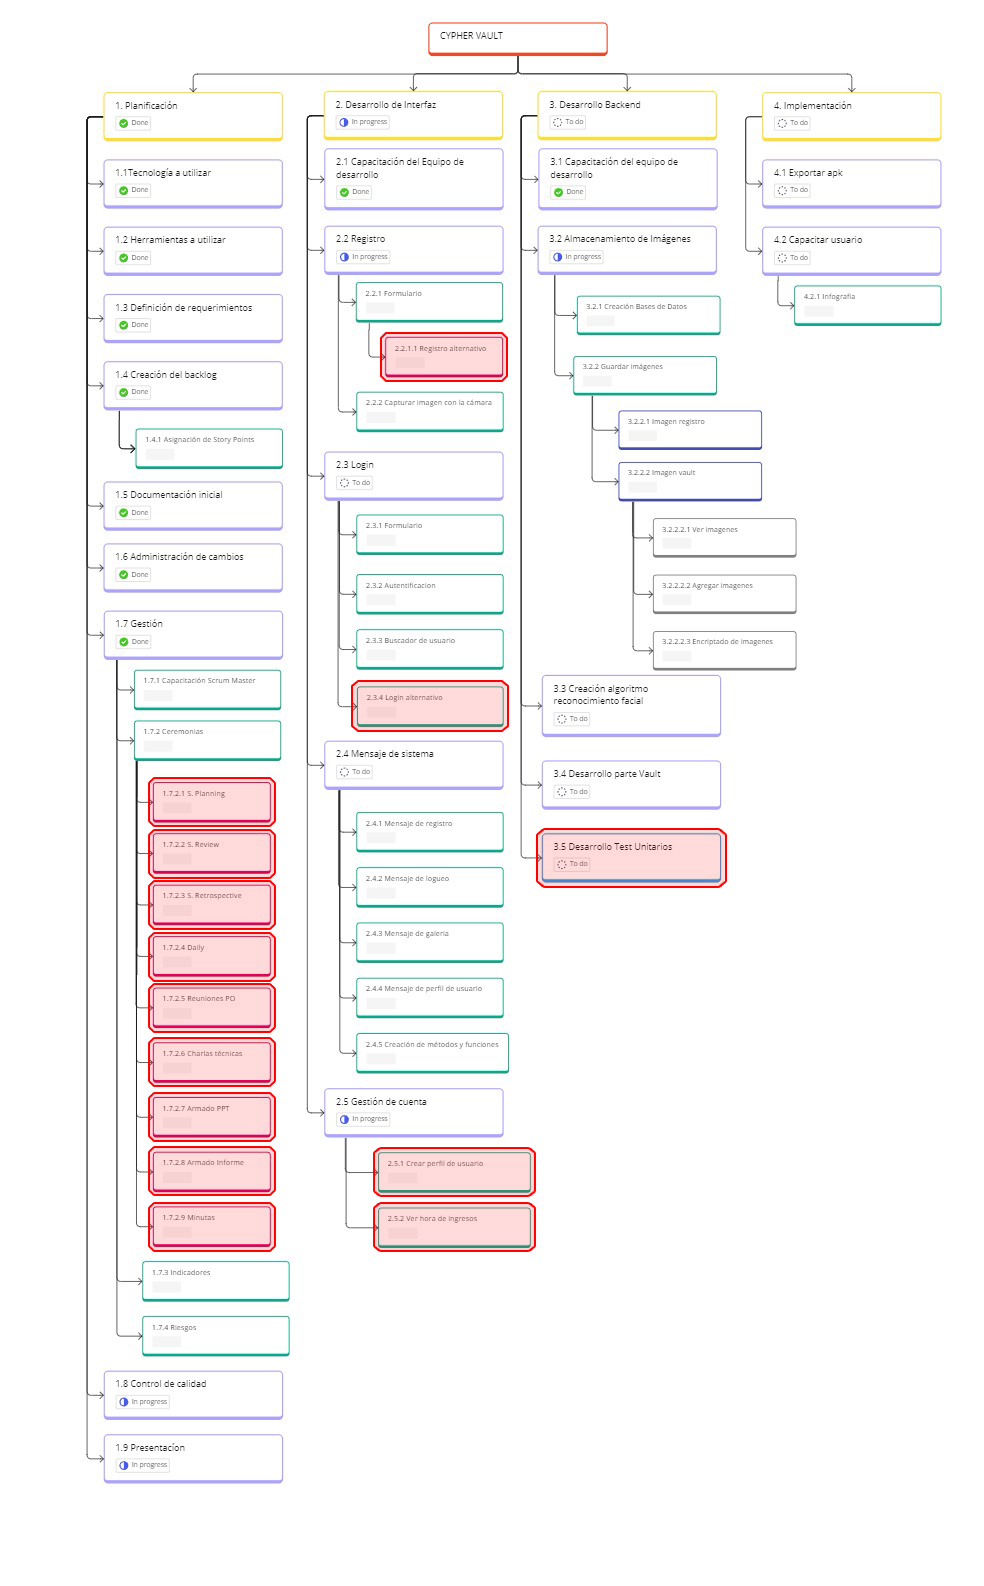 CYPHER VAULT
1. Planificación
Done
1.1Tecnología a utilizar
Done
1.2 Herramientas a utilizar
Done
1.3 Definición de requerimientos
Done
1.4 Creación del backlog
Done
1.4.1 Asignación de Story Points
1.5 Documentación inicial
Done
1.6 Administración de cambios
Done
1.7 Gestión
Done
1.7.1 Capacitación Scrum Master
1.7.2 Ceremonias
1.7.2.1 S. Planning
1.7.2.2 S. Review
1.7.2.3 S. Retrospective
1.7.2.4 Daily
1.7.2.5 Reuniones PO
1.7.2.6 Charlas técnicas
1.7.2.7 Armado PPT
1.7.2.8 Armado Informe
1.7.2.9 Minutas
1.7.3 Indicadores
1.7.4 Riesgos
1.8 Control de calidad
In progress
1.9 Presentacíon
In progress
2. Desarrollo de Interfaz
In progress
2.1 Capacitación del Equipo de
desarrollo
Done
2.2 Registro
In progress
2.2.1 Formulario
2.2.1.1 Registro alternativo
2.2.2 Capturar imagen con la cámara
2.3 Login
To do
2.3.1 Formulario
2.3.2 Autentificacion
2.3.3 Buscador de usuario
2.3.4 Login alternativo
2.4 Mensaje de sistema
To do
2.4.1 Mensaje de registro
2.4.2 Mensaje de logueo
2.4.3 Mensaje de galeria
2.4.4 Mensaje de perfil de usuario
2.4.5 Creación de métodos y funciones
2.5 Gestión de cuenta
In progress
2.5.1 Crear perfil de usuario
2.5.2 Ver hora de ingresos
3. Desarrollo Backend
To do
3.1 Capacitación del equipo de
desarrollo
Done
3.2 Almacenamiento de Imágenes
In progress
3.2.1 Creación Bases de Datos
3.2.2 Guardar imágenes
3.2.2.1 Imagen registro
3.2.2.2 Imagen vault
3.2.2.2.1 Ver imagenes
3.2.2.2.2 Agregar imagenes
3.2.2.2.3 Encriptado de imagenes
3.3 Creación algoritmo
reconocimiento facial
To do
3.4 Desarrollo parte Vault
To do
3.5 Desarrollo Test Unitarios
To do
4. Implementación
To do
4.1 Exportar apk
To do
4.2 Capacitar usuario
To do
4.2.1 Infografia